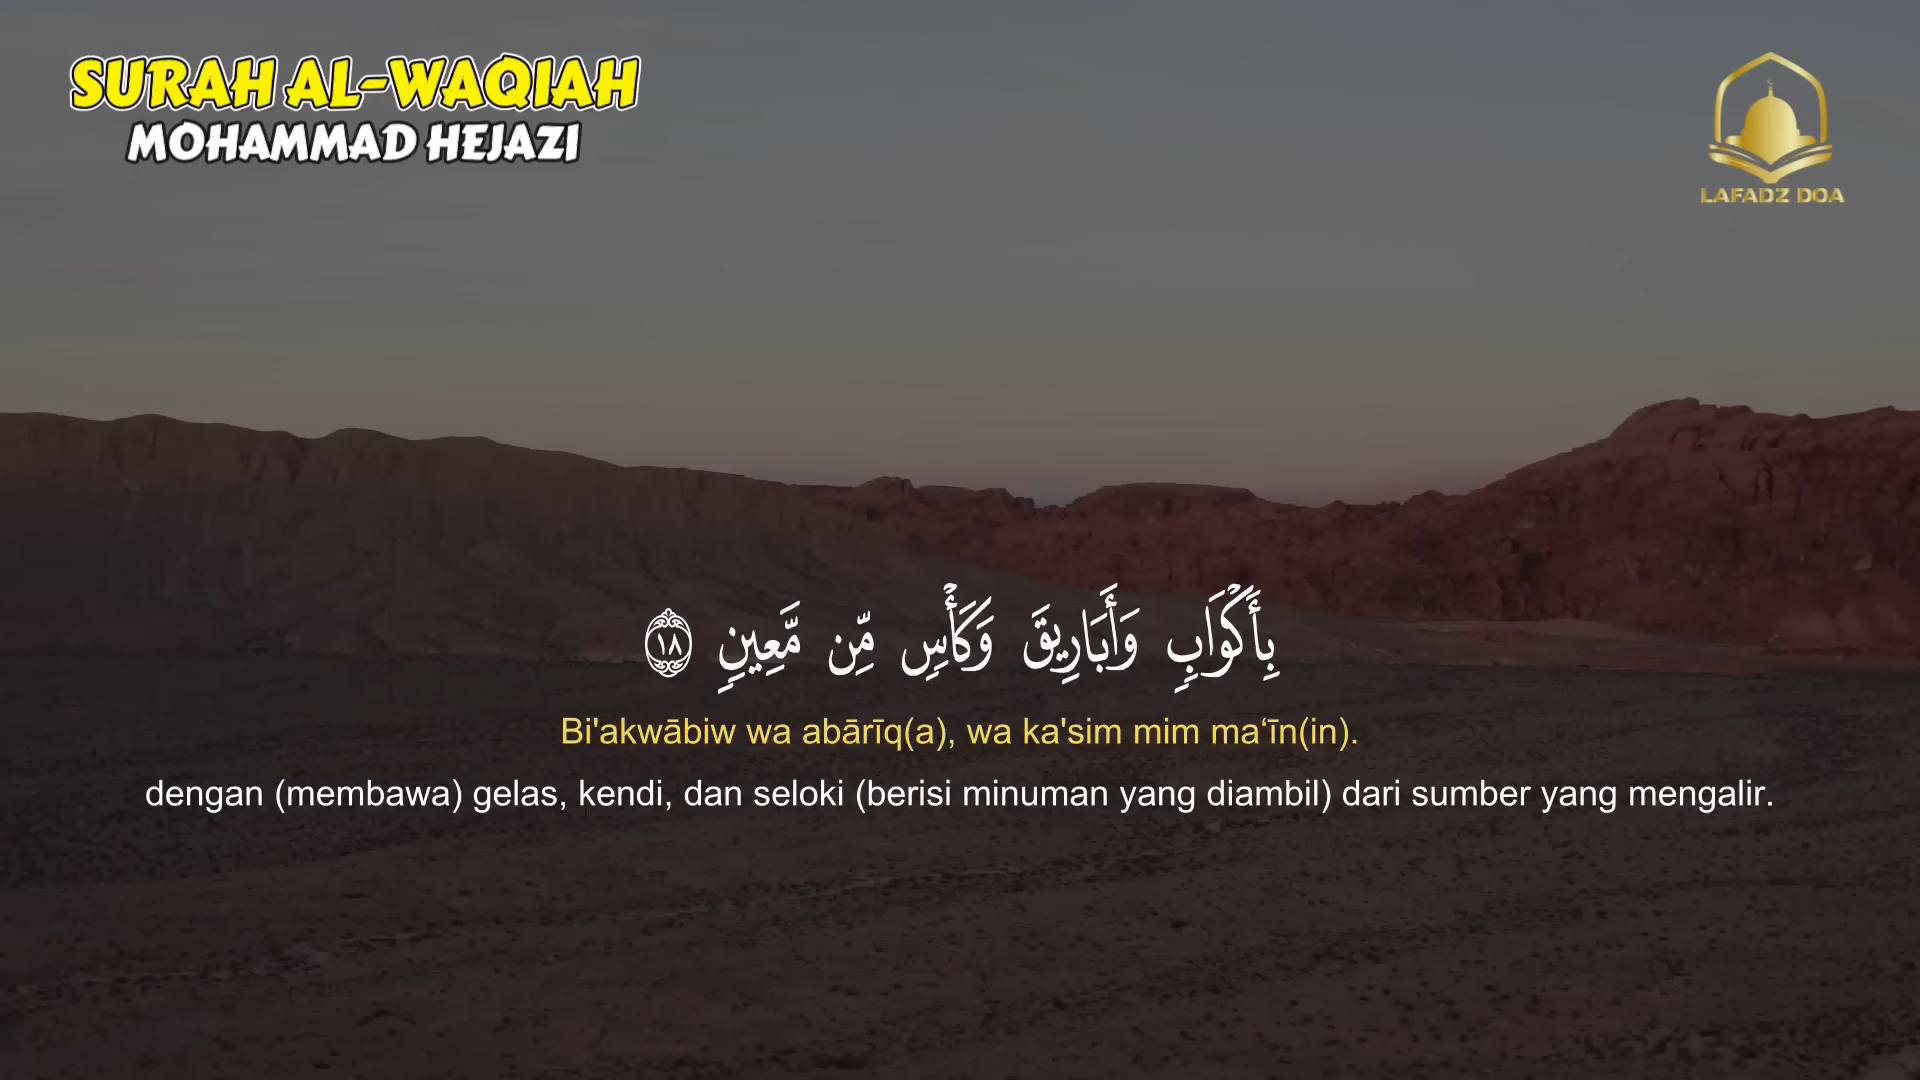 SURAH AL-WAQIAH
MOHAMMAD HEJAZI
LAFADZ DOA
بِأَكْوَابٍ وَأَبَارِيقَ وَكَأْسٍ مِّن مَّعِينٍ ١٨
Bi'akwābiw wa abārīq(a), wa ka'sim mim ma‘īn(in).
dengan (membawa) gelas, kendi, dan seloki (berisi minuman yang diambil) dari sumber yang mengalir.